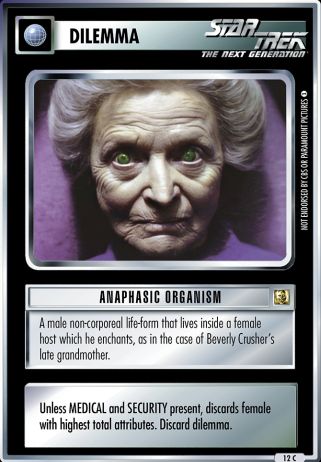 DILEMMA
STAR TREK
THE NEXT GENERATION®
NOT ENDORSED BY CBS OR PARAMOUNT PICTURES
ANAPHASIC ORGANISM
A male non-corporeal life-form that lives inside a female
host which he enchants, as in the case of Beverly Crusher's
late grandmother.
Unless MEDICAL and SECURITY present, discards female
with highest total attributes. Discard dilemma.
12 C